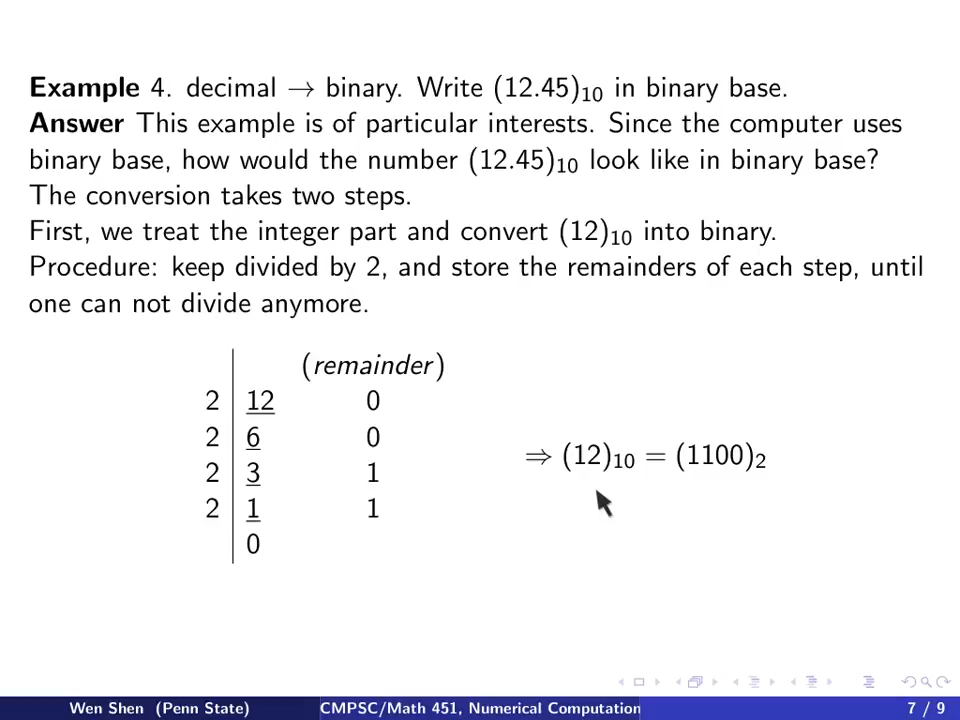 Example 4. decimal → binary. Write (12.45)₁₀ in binary base.
Answer This example is of particular interests. Since the computer uses
binary base, how would the number (12.45)₁₀ look like in binary base?
The conversion takes two steps.
First, we treat the integer part and convert (12)₁₀ into binary.
Procedure: keep divided by 2, and store the remainders of each step, until
one can not divide anymore.
(remainder)
2 12 0
2 6 0
2 3 1
2 1 1
0
⇒ (12)₁₀ = (1100)₂
Wen Shen (Penn State) CMPSC/Math 451, Numerical Computation 7 / 9